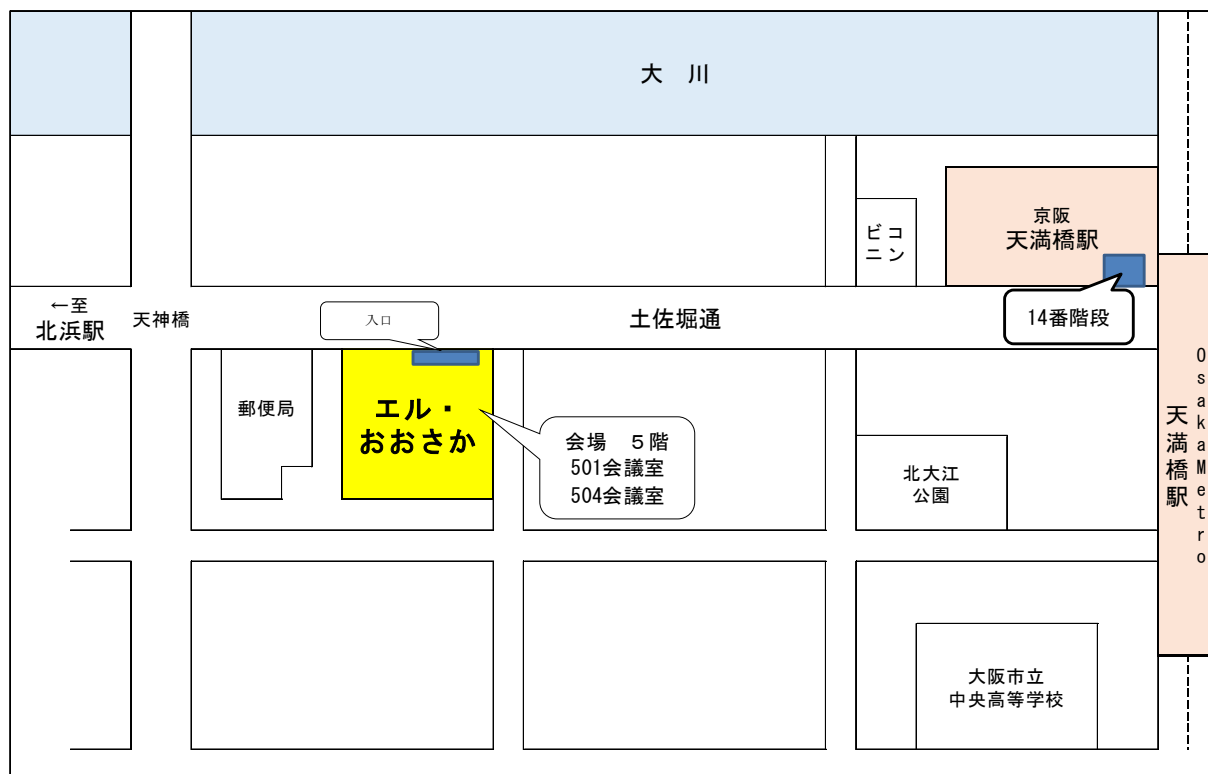 大 川
京阪
天満橋駅
コンビニ
←至
北浜駅
天神橋
入口
土佐堀通
14番階段
郵便局
エル・
おおさか
会場 5階
501会議室
504会議室
北大江
公園
天満橋駅
OsakaMetro
大阪市立
中央高等学校